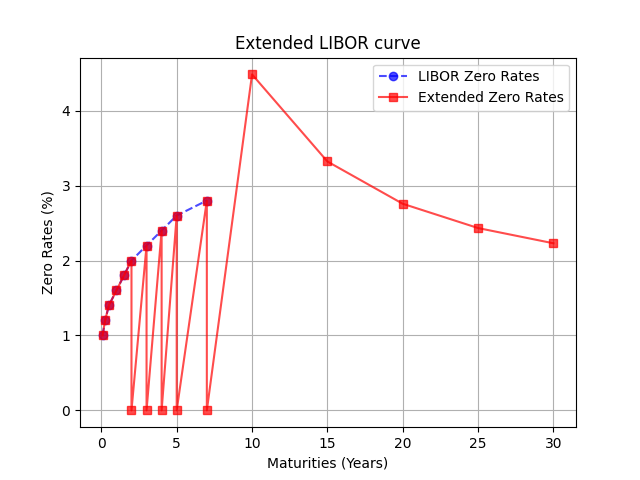 Extended LIBOR curve
LIBOR Zero Rates
Extended Zero Rates
Zero Rates (%)
4
3
2
1
0
0 5 10 15 20 25 30
Maturities (Years)